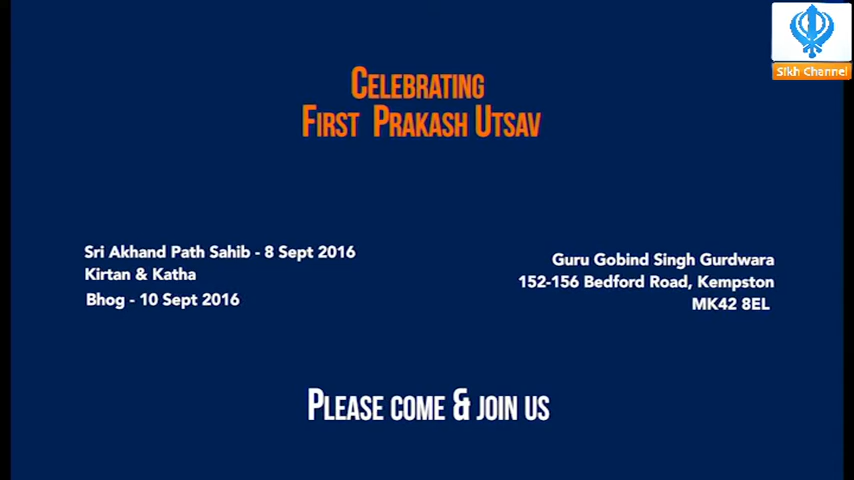 Sikh Channel
Celebrating
First Prakash Utsav
Sri Akhand Path Sahib - 8 Sept 2016
Kirtan & Katha
Bhog - 10 Sept 2016
Guru Gobind Singh Gurdwara
152-156 Bedford Road, Kempston
MK42 8EL
Please come & join us